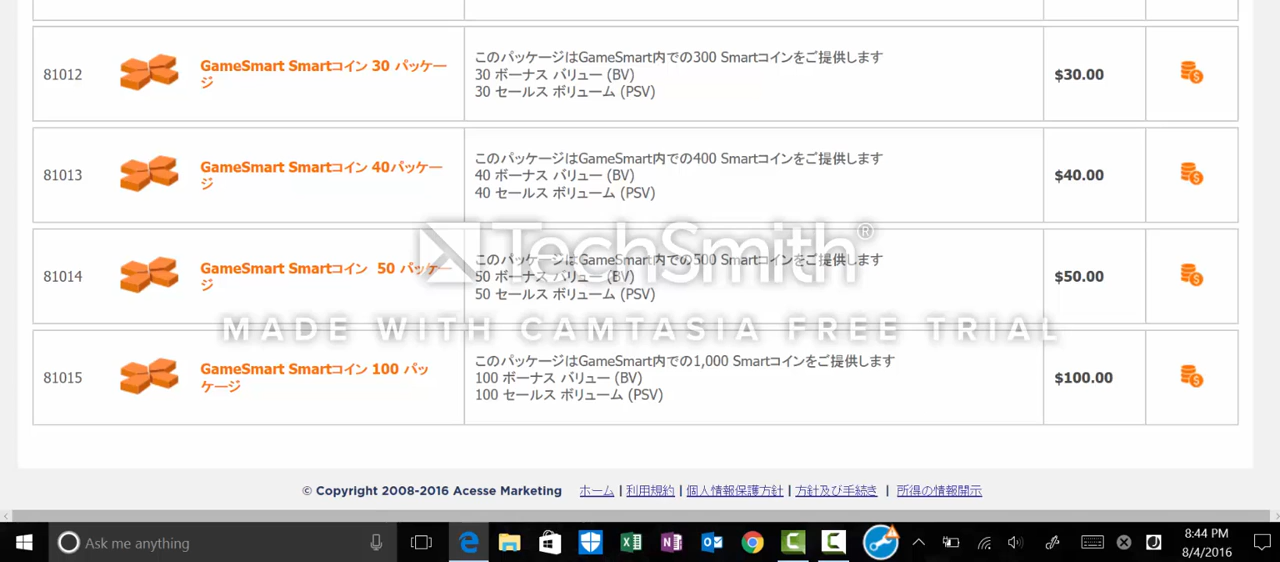 81012
GameSmart Smartコイン 30 パッケー
ジ
このパッケージはGameSmart内での300 Smartコインをご提供します
30 ボーナス バリュー (BV)
30 セールス ボリューム (PSV)
$30.00
81013
GameSmart Smartコイン 40パッケー
ジ
このパッケージはGameSmart内での400 Smartコインをご提供します
40 ボーナス バリュー (BV)
40 セールス ボリューム (PSV)
$40.00
81014
GameSmart Smartコイン  50 パッケー
ジ
このパッケージはGameSmart内での500 Smartコインをご提供します
50 ボーナス バリュー (BV)
50 セールス ボリューム (PSV)
$50.00
TechSmith®
MADE WITH CAMTASIA FREE TRIAL
81015
GameSmart Smartコイン 100 パッ
ケージ
このパッケージはGameSmart内での1,000 Smartコインをご提供します
100 ボーナス バリュー (BV)
100 セールス ボリューム (PSV)
$100.00
© Copyright 2008-2016 Acesse Marketing ホーム | 利用規約 | 個人情報保護方針 | 方針及び手続き | 所得の情報開示
Ask me anything
8:44 PM
8/4/2016